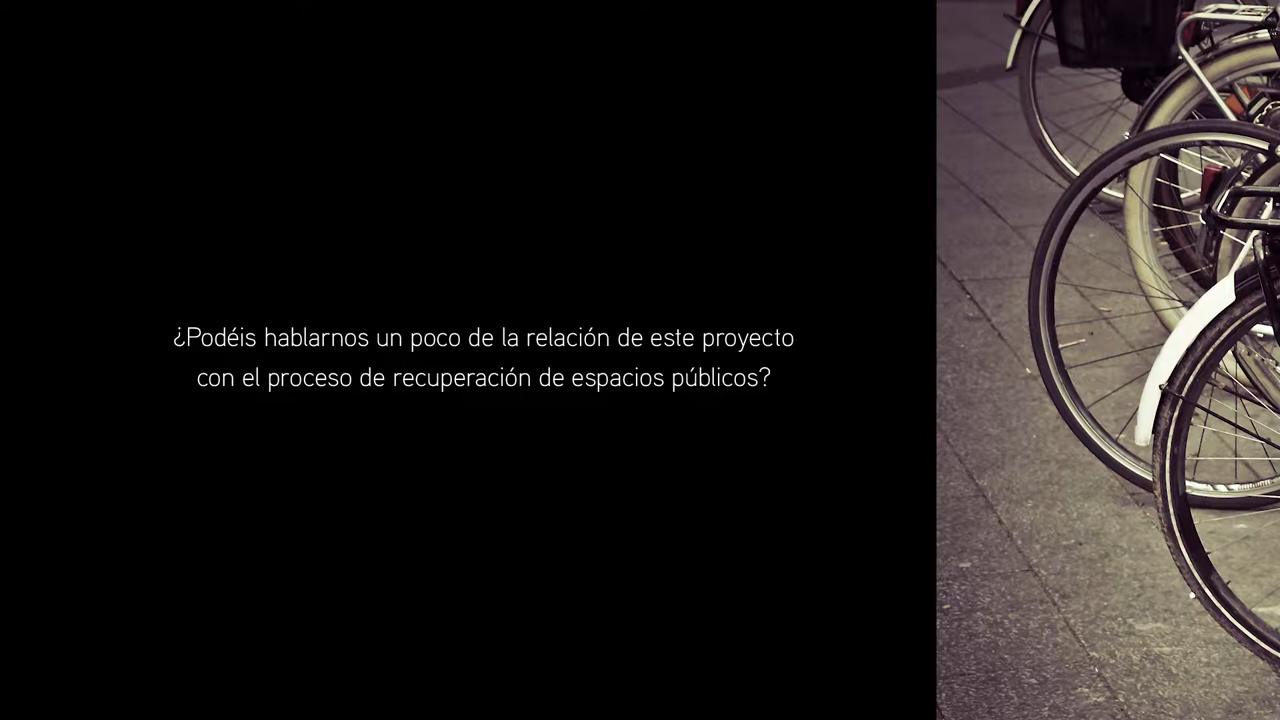 ¿Podéis hablarnos un poco de la relación de este proyecto
con el proceso de recuperación de espacios públicos?